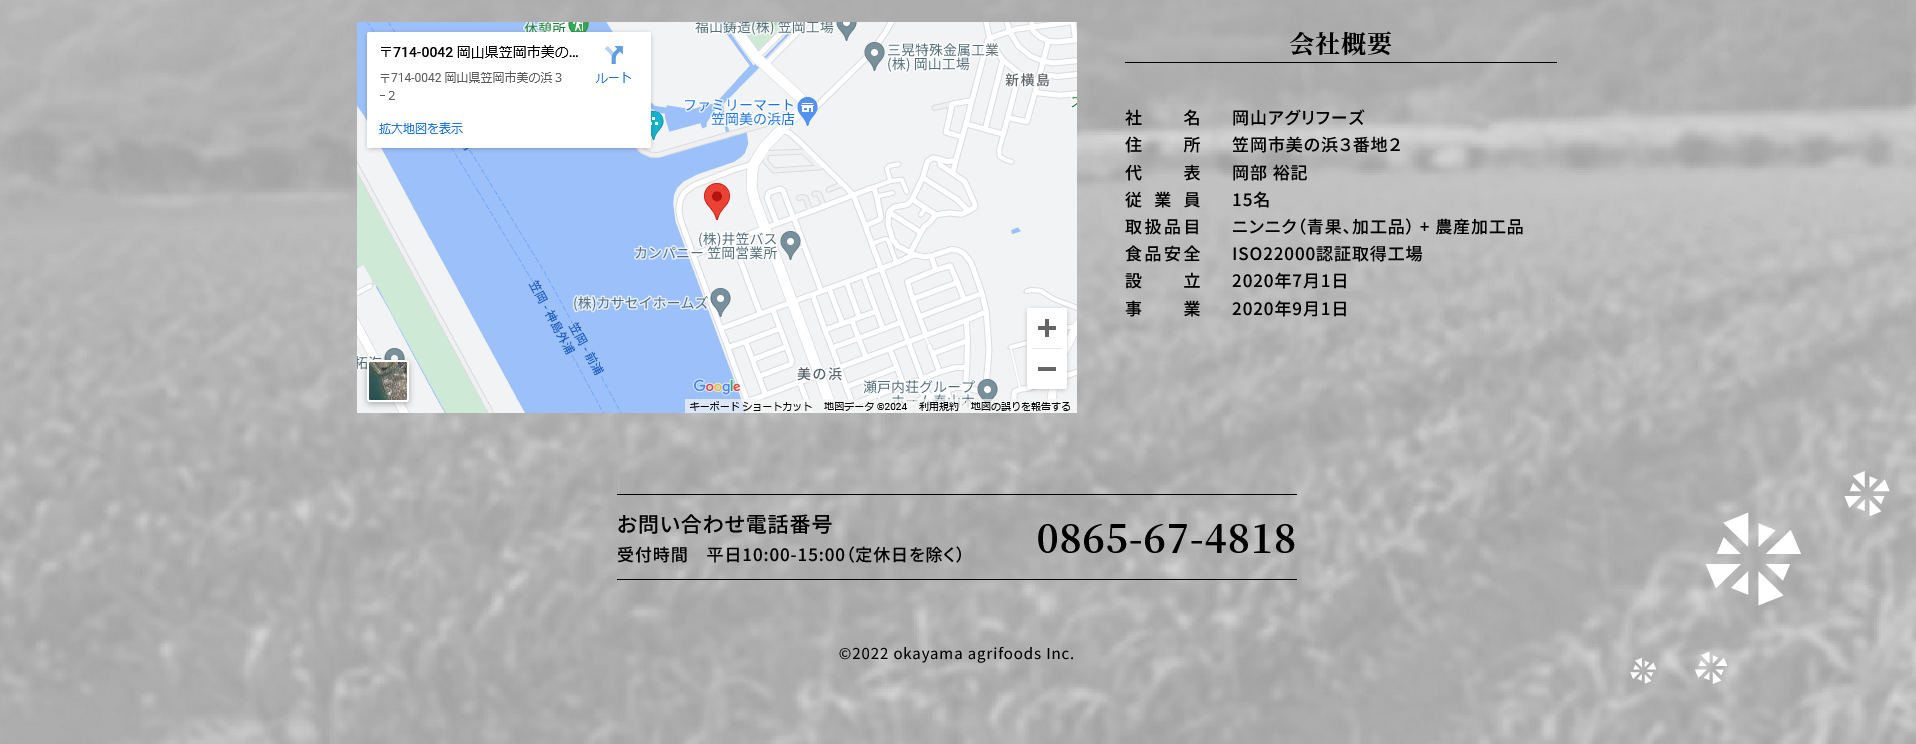 休憩所
福山鋳造(株) 笠岡工場
〒714-0042 岡山県笠岡市美の...
ルート
〒714-0042 岡山県笠岡市美の浜３
−２
拡大地図を表示
三晃特殊金属工業
(株) 岡山工場
新横島
ファミリーマート
笠岡美の浜店
(株)井笠バス
カンパニー 笠岡営業所
(株)カサセイホームズ
笠岡 - 神島外浦
笠岡 - 前浦
美の浜
瀬戸内荘グループ
Google
キーボード ショートカット 地図データ ©2024 利用規約 地図の誤りを報告する
会社概要
社名 岡山アグリフーズ
住所 笠岡市美の浜３番地２
代表 岡部 裕記
従業員 15名
取扱品目 ニンニク（青果、加工品） + 農産加工品
食品安全 ISO22000認証取得工場
設立 2020年7月1日
事業 2020年9月1日
お問い合わせ電話番号
受付時間　平日10:00-15:00（定休日を除く）
0865-67-4818
©2022 okayama agrifoods Inc.